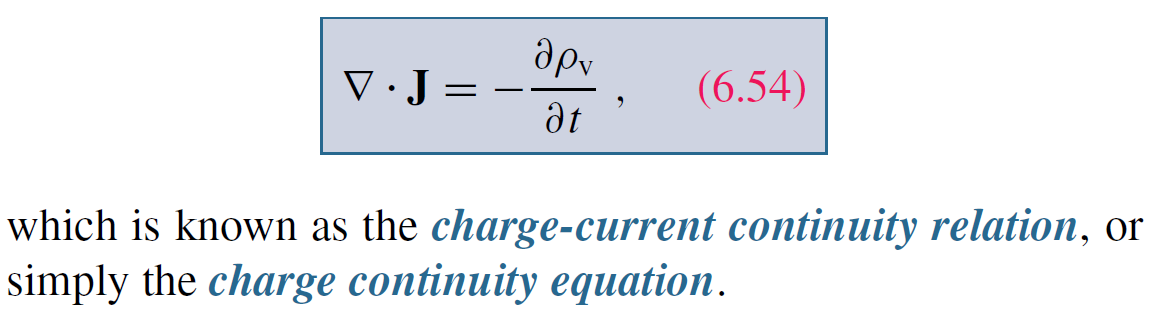 ∇ · J = −∂ρv/∂t , (6.54)
which is known as the charge-current continuity relation, or
simply the charge continuity equation.